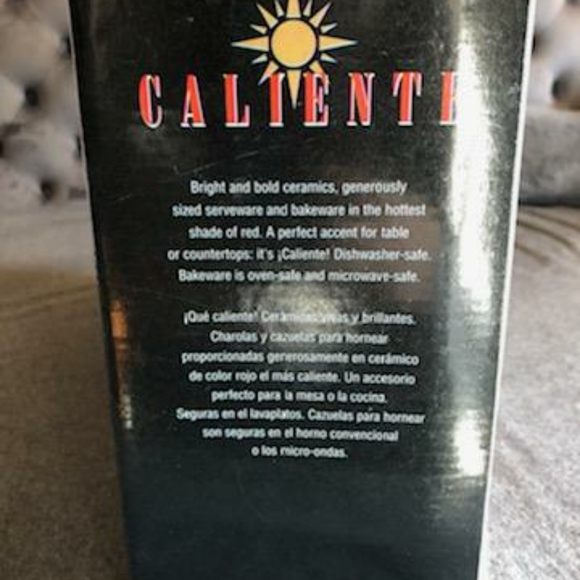 CALIENTE
Bright and bold ceramics, generously
sized serveware and bakeware in the hottest
shade of red. A perfect accent for table
or countertops: it's ¡Caliente! Dishwasher-safe.
Bakeware is oven-safe and microwave-safe.
¡Qué caliente! Cerámicas vivas y brillantes.
Charolas y cazuelas para hornear
proporcionadas generosamente en cerámico
de color rojo el más caliente. Un accesorio
perfecto para la mesa o la cocina.
Seguras en el lavaplatos. Cazuelas para hornear
son seguras en el horno convencional
o los micro-ondas.